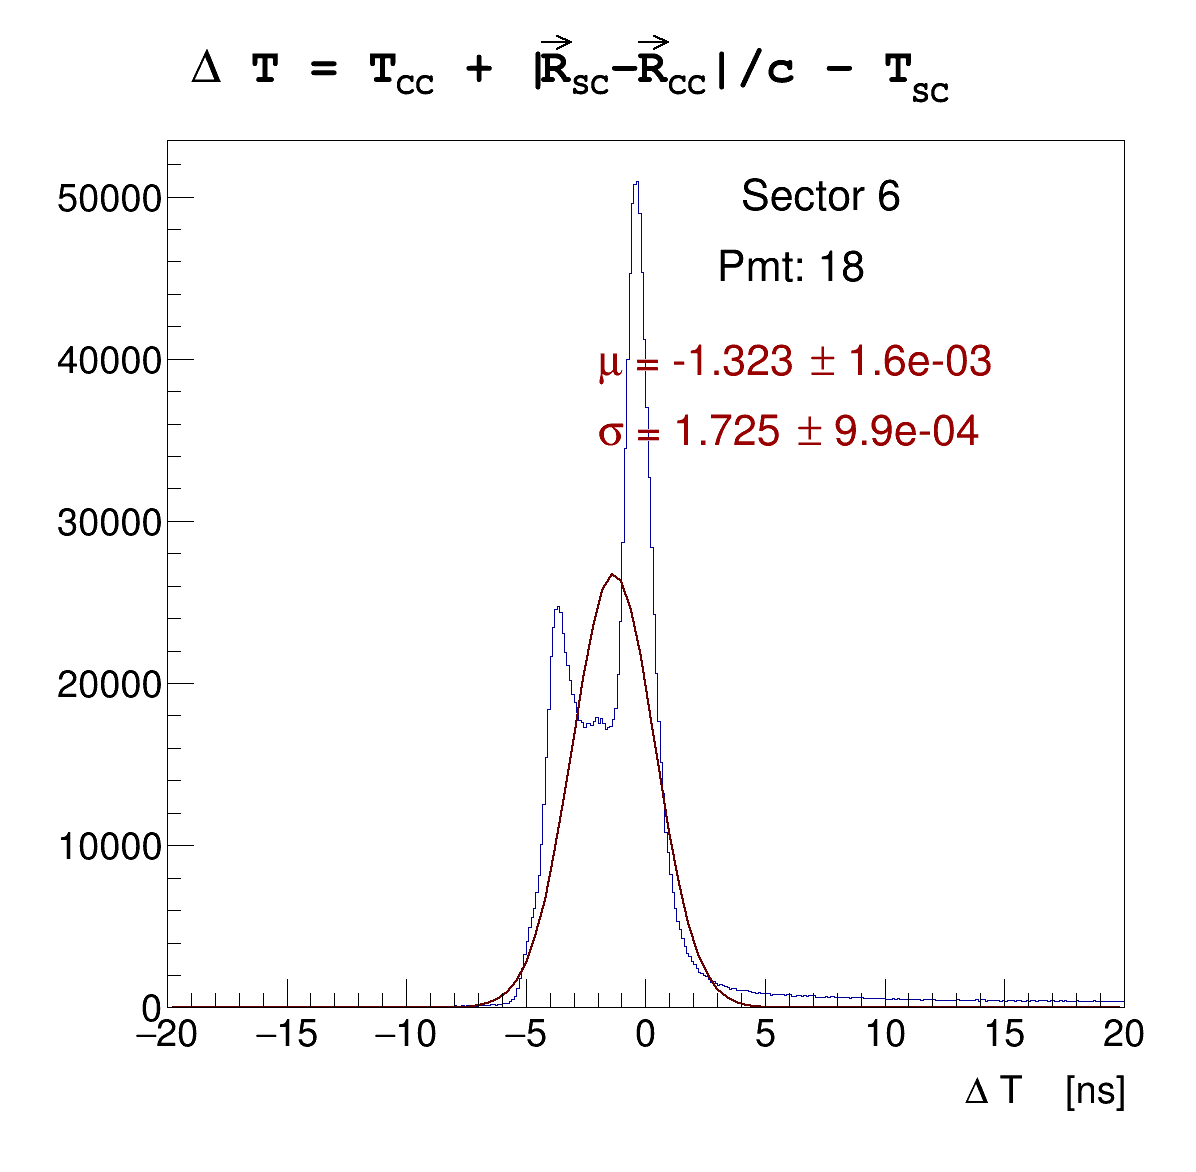 Δ T = T_CC + |R⃗_SC−R⃗_CC|/c − T_SC
Sector 6
Pmt: 18
μ = -1.323 ± 1.6e-03
σ = 1.725 ± 9.9e-04
50000
40000
30000
20000
10000
0
−20 −15 −10 −5 0 5 10 15 20
Δ T [ns]